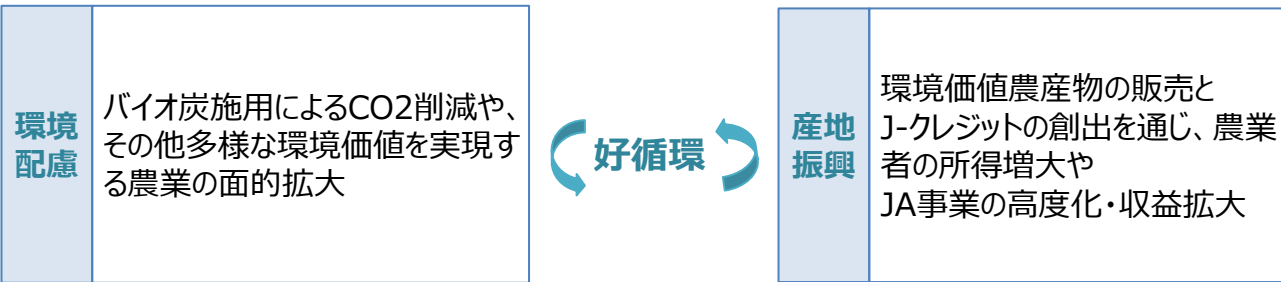 環境
配慮
バイオ炭施用によるCO2削減や、
その他多様な環境価値を実現す
る農業の面的拡大
好循環
産地
振興
環境価値農産物の販売と
J-クレジットの創出を通じ、農業
者の所得増大や
JA事業の高度化・収益拡大